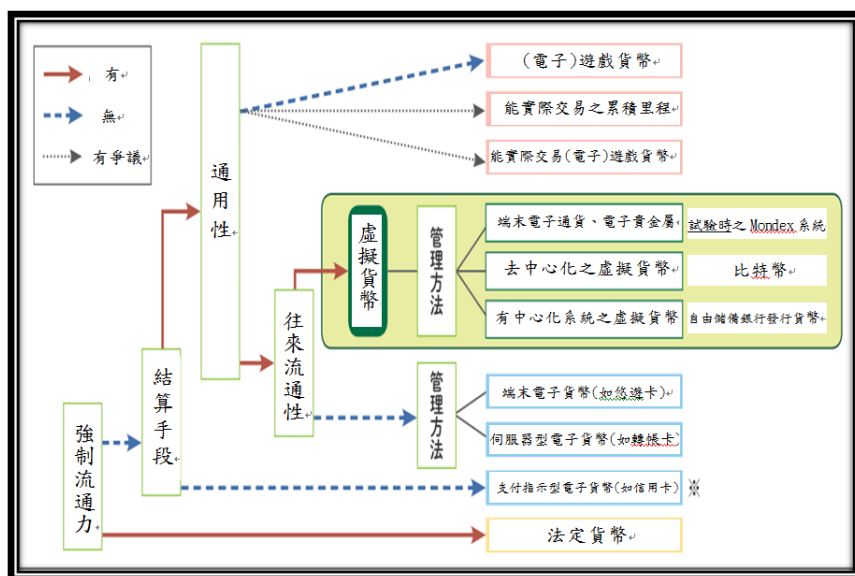 有
無
有爭議
通用性
(電子)遊戲貨幣
能實際交易之累積里程
能實際交易(電子)遊戲貨幣
虛擬貨幣
管理方法
端末電子通貨、電子貴金屬
試驗時之 Mondex 系統
去中心化之虛擬貨幣
比特幣
有中心化系統之虛擬貨幣
自由儲備銀行發行貨幣
往來流通性
管理方法
端末電子貨幣(如悠遊卡)
伺服器型電子貨幣(如轉帳卡)
結算手段
支付指示型電子貨幣(如信用卡)
※
強制流通力
法定貨幣